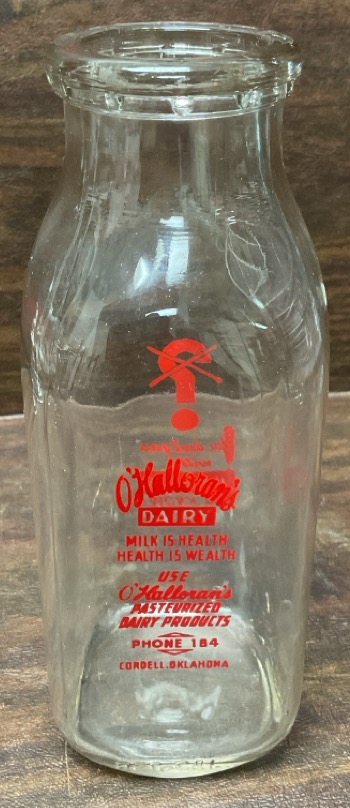 O'Halloran's
DAIRY
MILK IS HEALTH
HEALTH IS WEALTH
USE
O'Halloran's
PASTEURIZED
DAIRY PRODUCTS
PHONE 184
CORDELL, OKLAHOMA